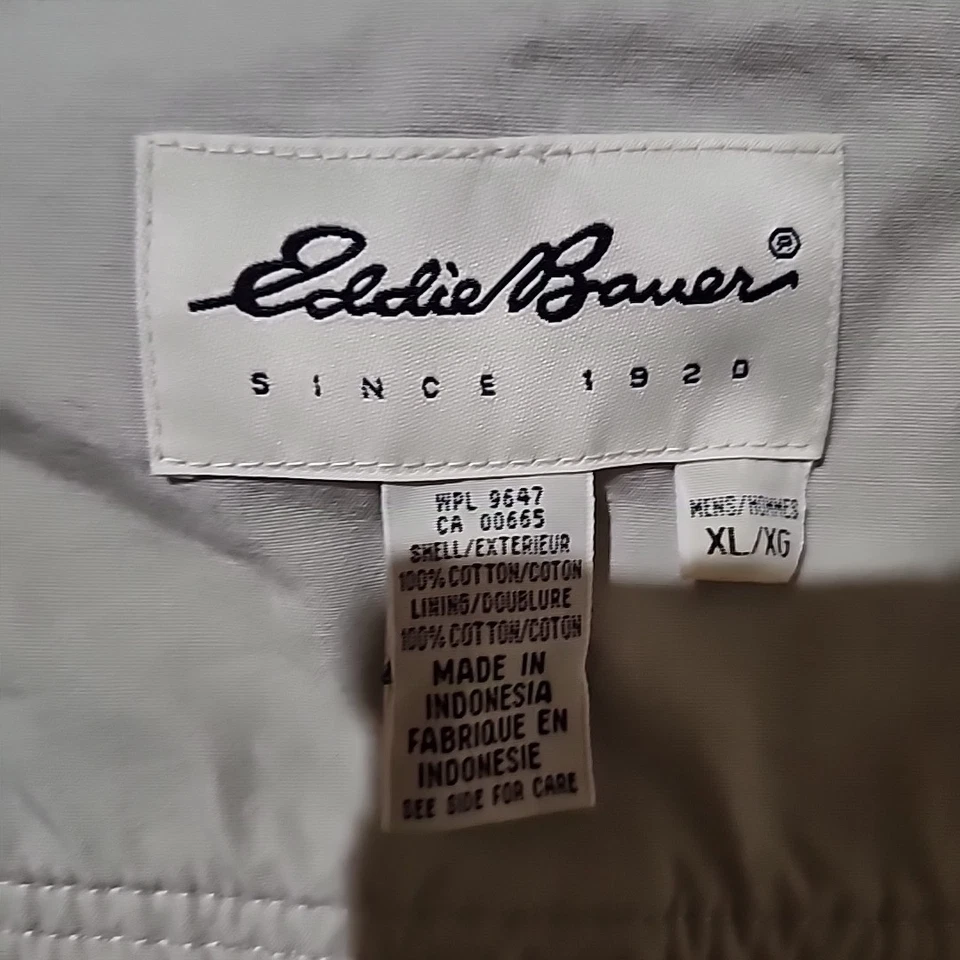 Eddie Bauer ®
SINCE 1920
WPL 9647
CA 00665
SHELL/EXTERIEUR
100% COTTON/COTON
LINING/DOUBLURE
100% COTTON/COTON
MADE IN
INDONESIA
FABRIQUE EN
INDONESIE
SEE SIDE FOR CARE
MENS/HOMMES
XL/XG